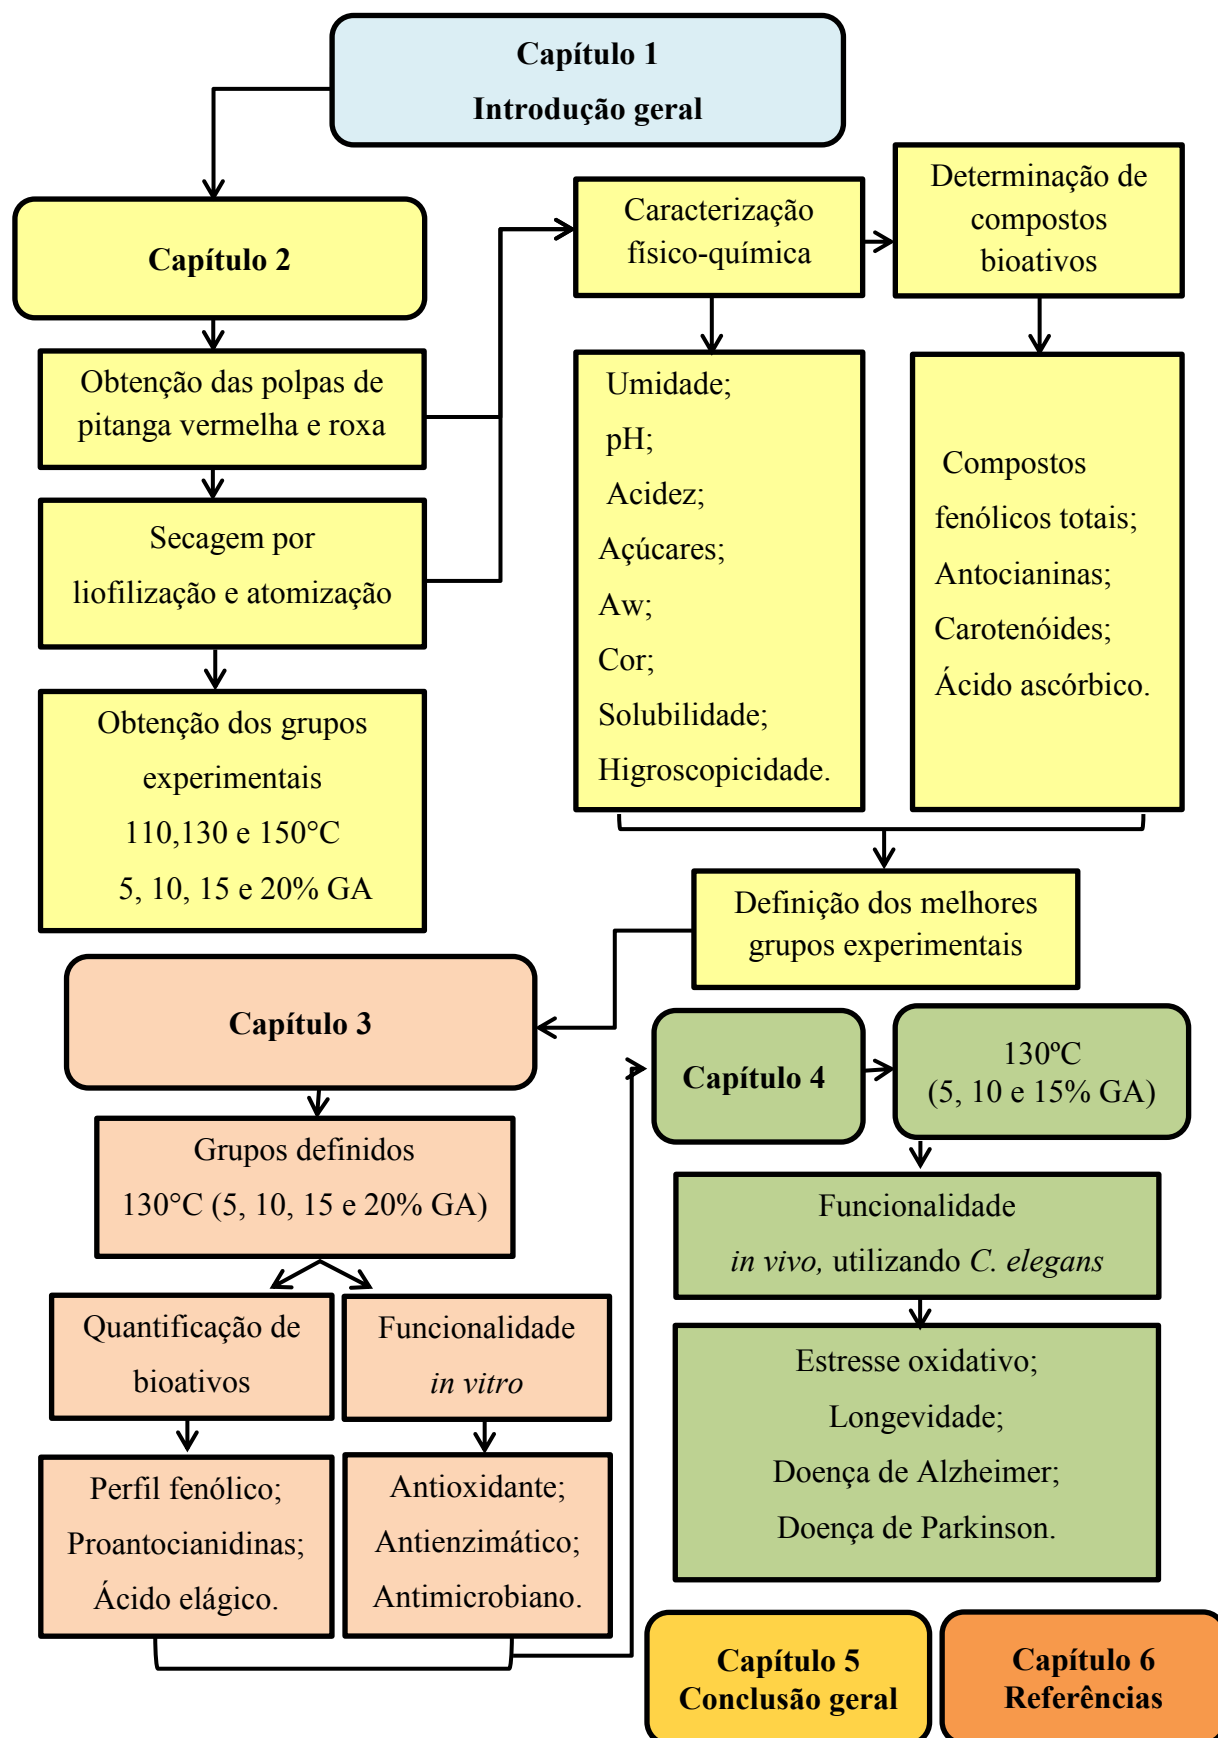 Capítulo 1
Introdução geral
Capítulo 2
Obtenção das polpas de
pitanga vermelha e roxa
Secagem por
liofilização e atomização
Obtenção dos grupos
experimentais
110,130 e 150°C
5, 10, 15 e 20% GA
Caracterização
físico-química
Determinação de
compostos
bioativos
Umidade;
pH;
Acidez;
Açúcares;
Aw;
Cor;
Solubilidade;
Higroscopicidade.
Compostos
fenólicos totais;
Antocianinas;
Carotenóides;
Ácido ascórbico.
Definição dos melhores
grupos experimentais
Capítulo 3
Grupos definidos
130°C (5, 10, 15 e 20% GA)
Quantificação de
bioativos
Funcionalidade
in vitro
Perfil fenólico;
Proantocianidinas;
Ácido elágico.
Antioxidante;
Antienzimático;
Antimicrobiano.
Capítulo 4
130ºC
(5, 10 e 15% GA)
Funcionalidade
in vivo, utilizando C. elegans
Estresse oxidativo;
Longevidade;
Doença de Alzheimer;
Doença de Parkinson.
Capítulo 5
Conclusão geral
Capítulo 6
Referências